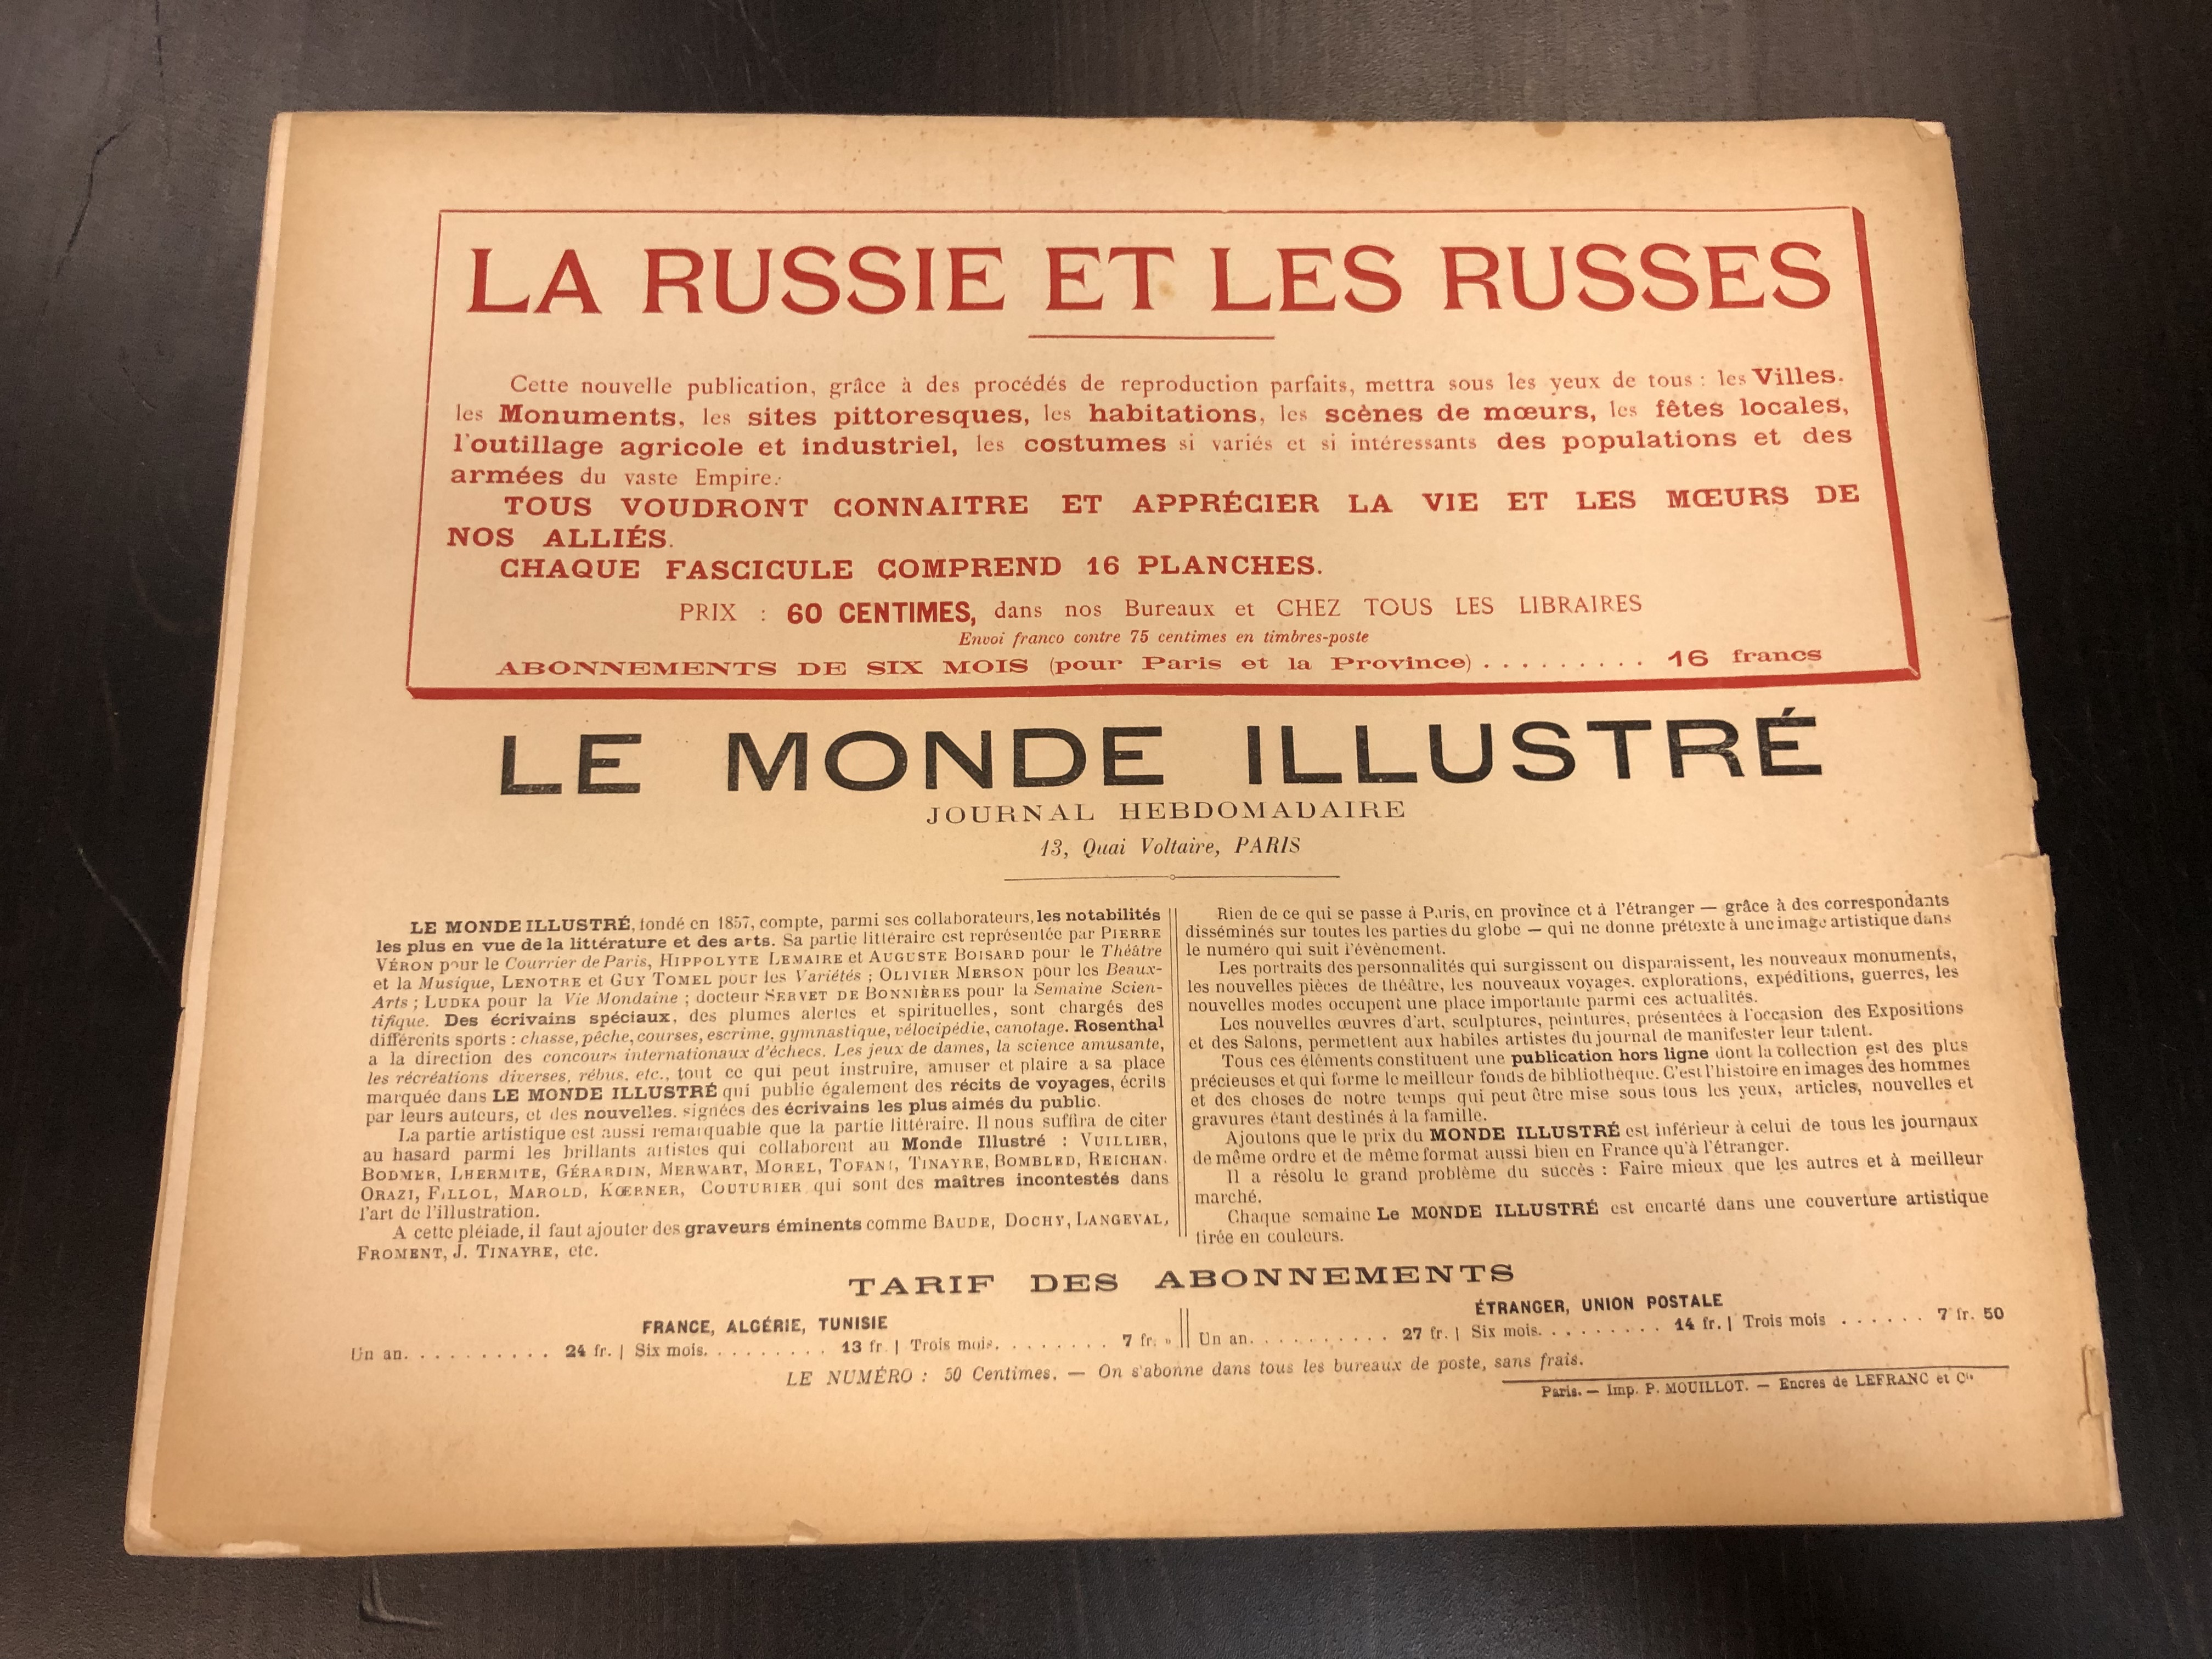 LA RUSSIE ET LES RUSSES
Cette nouvelle publication, grâce à des procédés de reproduction parfaits, mettra sous les yeux de tous : les Villes,
les Monuments, les sites pittoresques, les habitations, les scènes de mœurs, les fêtes locales,
l'outillage agricole et industriel, les costumes si variés et si intéressants des populations et des
armées du vaste Empire.
TOUS VOUDRONT CONNAITRE ET APPRÉCIER LA VIE ET LES MŒURS DE
NOS ALLIÉS.
CHAQUE FASCICULE COMPREND 16 PLANCHES.
PRIX : 60 CENTIMES, dans nos Bureaux et CHEZ TOUS LES LIBRAIRES
Envoi franco contre 75 centimes en timbres-poste
ABONNEMENTS DE SIX MOIS (pour Paris et la Province) . . . . . . . . . 16 francs
LE MONDE ILLUSTRÉ
JOURNAL HEBDOMADAIRE
13, Quai Voltaire, PARIS
LE MONDE ILLUSTRÉ, fondé en 1857, compte, parmi ses collaborateurs, les notabilités
les plus en vue de la littérature et des arts. Sa partie littéraire est représentée par PIERRE
VÉRON pour le Courrier de Paris, HIPPOLYTE LEMAIRE et AUGUSTE BOISARD pour le Théâtre
et la Musique, LENOTRE et GUY TOMEL pour les Variétés ; OLIVIER MERSON pour les Beaux-
Arts ; LUDKA pour la Vie Mondaine ; docteur SERVET DE BONNIÈRES pour la Semaine Scien-
tifique. Des écrivains spéciaux, des plumes alertes et spirituelles, sont chargés des
différents sports : chasse, pêche, courses, escrime, gymnastique, vélocipédie, canotage. Rosenthal
a la direction des concours internationaux d'échecs. Les jeux de dames, la science amusante,
les récréations diverses, rébus, etc., tout ce qui peut instruire, amuser et plaire a sa place
marquée dans LE MONDE ILLUSTRÉ qui publie également des récits de voyages, écrits
par leurs auteurs, et des nouvelles, signées des écrivains les plus aimés du public.
La partie artistique est aussi remarquable que la partie littéraire. Il nous suffira de citer
au hasard parmi les brillants artistes qui collaborent au Monde Illustré : VUILLIER,
BODMER, LHERMITE, GÉRARDIN, MERWART, MOREL, TOFANI, TINAYRE, BOMBLED, REICHAN,
ORAZI, FILLOL, MAROLD, KŒRNER, COUTURIER qui sont des maîtres incontestés dans
l'art de l'illustration.
A cette pléiade, il faut ajouter des graveurs éminents comme BAUDE, DOCHY, LANGEVAL,
FROMENT, J. TINAYRE, etc.
Rien de ce qui se passe à Paris, en province et à l'étranger — grâce à des correspondants
disséminés sur toutes les parties du globe — qui ne donne prétexte à une image artistique dans
le numéro qui suit l'évènement.
Les portraits des personnalités qui surgissent ou disparaissent, les nouveaux monuments,
les nouvelles pièces de théâtre, les nouveaux voyages, explorations, expéditions, guerres, les
nouvelles modes occupent une place importante parmi ces actualités.
Les nouvelles œuvres d'art, sculptures, peintures, présentées à l'occasion des Expositions
et des Salons, permettent aux habiles artistes du journal de manifester leur talent.
Tous ces éléments constituent une publication hors ligne dont la collection est des plus
précieuses et qui forme le meilleur fonds de bibliothèque. C'est l'histoire en images des hommes
et des choses de notre temps qui peut être mise sous tous les yeux, articles, nouvelles et
gravures étant destinés à la famille.
Ajoutons que le prix du MONDE ILLUSTRÉ est inférieur à celui de tous les journaux
de même ordre et de même format aussi bien en France qu'à l'étranger.
Il a résolu le grand problème du succès : Faire mieux que les autres et à meilleur
marché.
Chaque semaine Le MONDE ILLUSTRÉ est encarté dans une couverture artistique
tirée en couleurs.
TARIF DES ABONNEMENTS
FRANCE, ALGÉRIE, TUNISIE
Un an. . . . . . . . . . 24 fr. | Six mois. . . . . . . . . 13 fr. | Trois mois. . . . . . . . 7 fr. »
ÉTRANGER, UNION POSTALE
Un an. . . . . . . . . . 27 fr. | Six mois. . . . . . . . . 14 fr. | Trois mois . . . . . . 7 fr. 50
LE NUMÉRO : 50 Centimes. — On s'abonne dans tous les bureaux de poste, sans frais.
Paris. — Imp. P. MOUILLOT. — Encres de LEFRANC et Cie